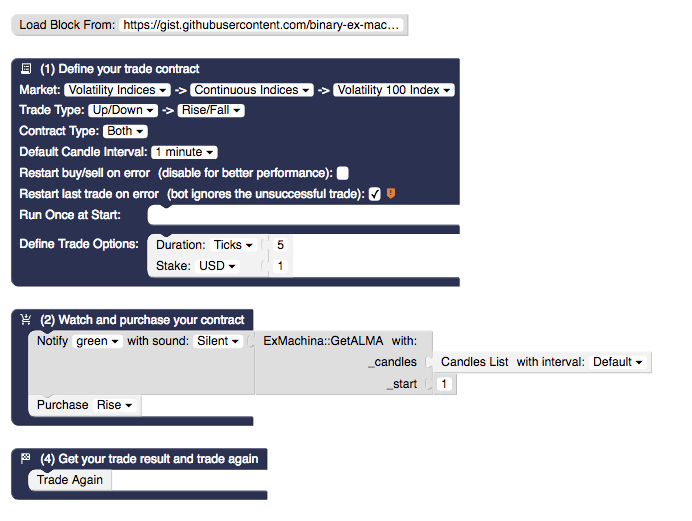 Load Block From: https://gist.githubusercontent.com/binary-ex-mac...
(1) Define your trade contract
Market: Volatility Indices -> Continuous Indices -> Volatility 100 Index
Trade Type: Up/Down -> Rise/Fall
Contract Type: Both
Default Candle Interval: 1 minute
Restart buy/sell on error (disable for better performance):
Restart last trade on error (bot ignores the unsuccessful trade):
Run Once at Start:
Define Trade Options: Duration: Ticks 5
Stake: USD 1
(2) Watch and purchase your contract
Notify green with sound: Silent ExMachina::GetALMA with:
_candles Candles List with interval: Default
_start 1
Purchase Rise
(4) Get your trade result and trade again
Trade Again